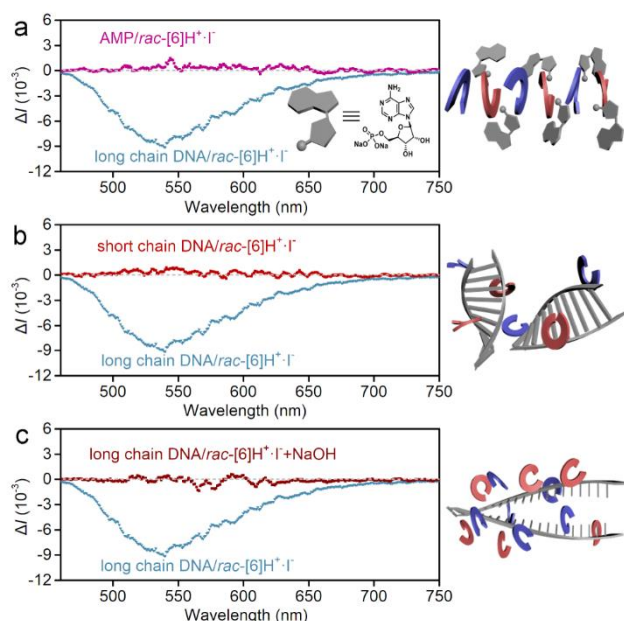 a
AMP/rac-[6]H⁺·I⁻
long chain DNA/rac-[6]H⁺·I⁻
NH₂
N
N
N
N
O
NaO-P-O
ONa
O
OH
OH
ΔI (10⁻³)
6
3
0
-3
-6
-9
-12
500 550 600 650 700 750
Wavelength (nm)
b
short chain DNA/rac-[6]H⁺·I⁻
long chain DNA/rac-[6]H⁺·I⁻
ΔI (10⁻³)
6
3
0
-3
-6
-9
-12
500 550 600 650 700 750
Wavelength (nm)
c
long chain DNA/rac-[6]H⁺·I⁻+NaOH
long chain DNA/rac-[6]H⁺·I⁻
ΔI (10⁻³)
6
3
0
-3
-6
-9
-12
500 550 600 650 700 750
Wavelength (nm)